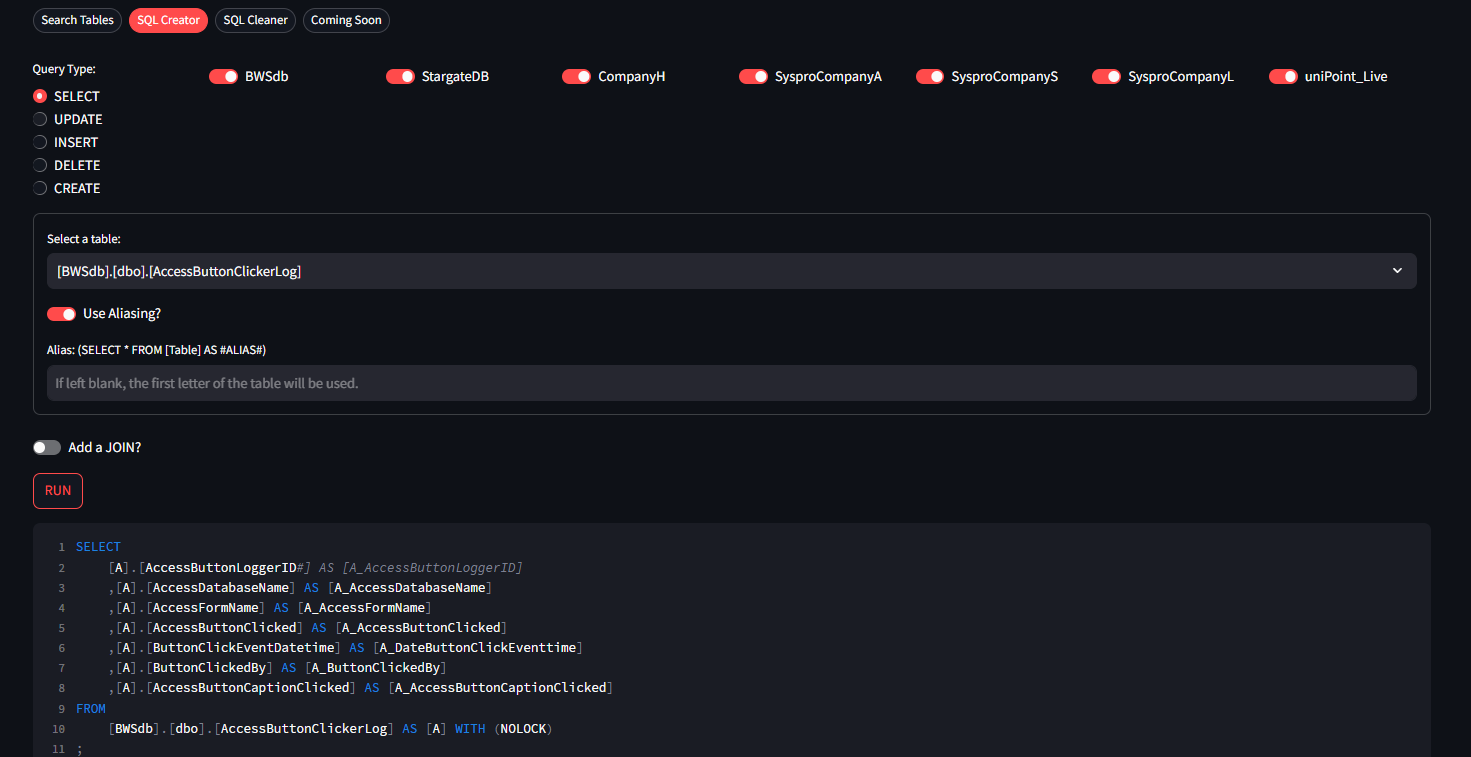 Search Tables SQL Creator SQL Cleaner Coming Soon
Query Type:
BWSdb StargateDB CompanyH SysproCompanyA SysproCompanyS SysproCompanyL uniPoint_Live
SELECT
UPDATE
INSERT
DELETE
CREATE
Select a table:
[BWSdb].[dbo].[AccessButtonClickerLog]
Use Aliasing?
Alias: (SELECT * FROM [Table] AS #ALIAS#)
If left blank, the first letter of the table will be used.
Add a JOIN?
RUN
1 SELECT
2 [A].[AccessButtonLoggerID#] AS [A_AccessButtonLoggerID]
3 ,[A].[AccessDatabaseName] AS [A_AccessDatabaseName]
4 ,[A].[AccessFormName] AS [A_AccessFormName]
5 ,[A].[AccessButtonClicked] AS [A_AccessButtonClicked]
6 ,[A].[ButtonClickEventDatetime] AS [A_DateButtonClickEventtime]
7 ,[A].[ButtonClickedBy] AS [A_ButtonClickedBy]
8 ,[A].[AccessButtonCaptionClicked] AS [A_AccessButtonCaptionClicked]
9 FROM
10 [BWSdb].[dbo].[AccessButtonClickerLog] AS [A] WITH (NOLOCK)
11 ;